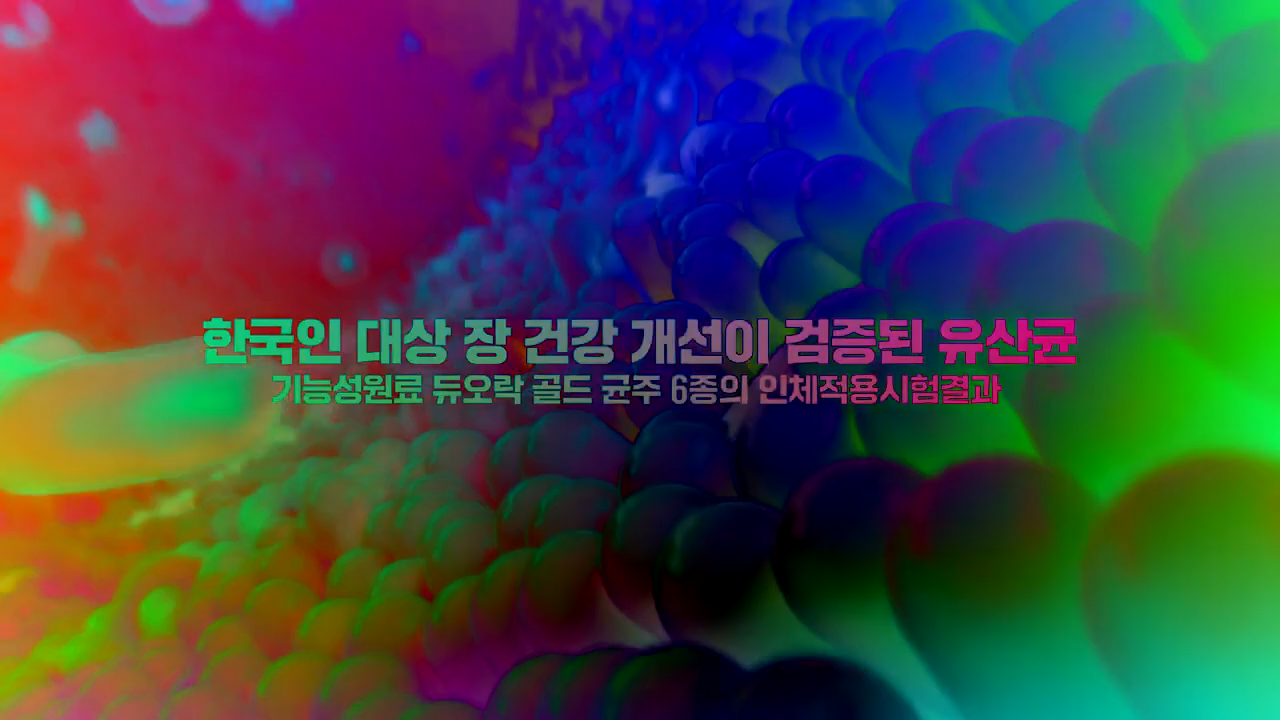 한국인 대상 장 건강 개선이 검증된 유산균
기능성원료 듀오락 골드 균주 6종의 인체적용시험결과